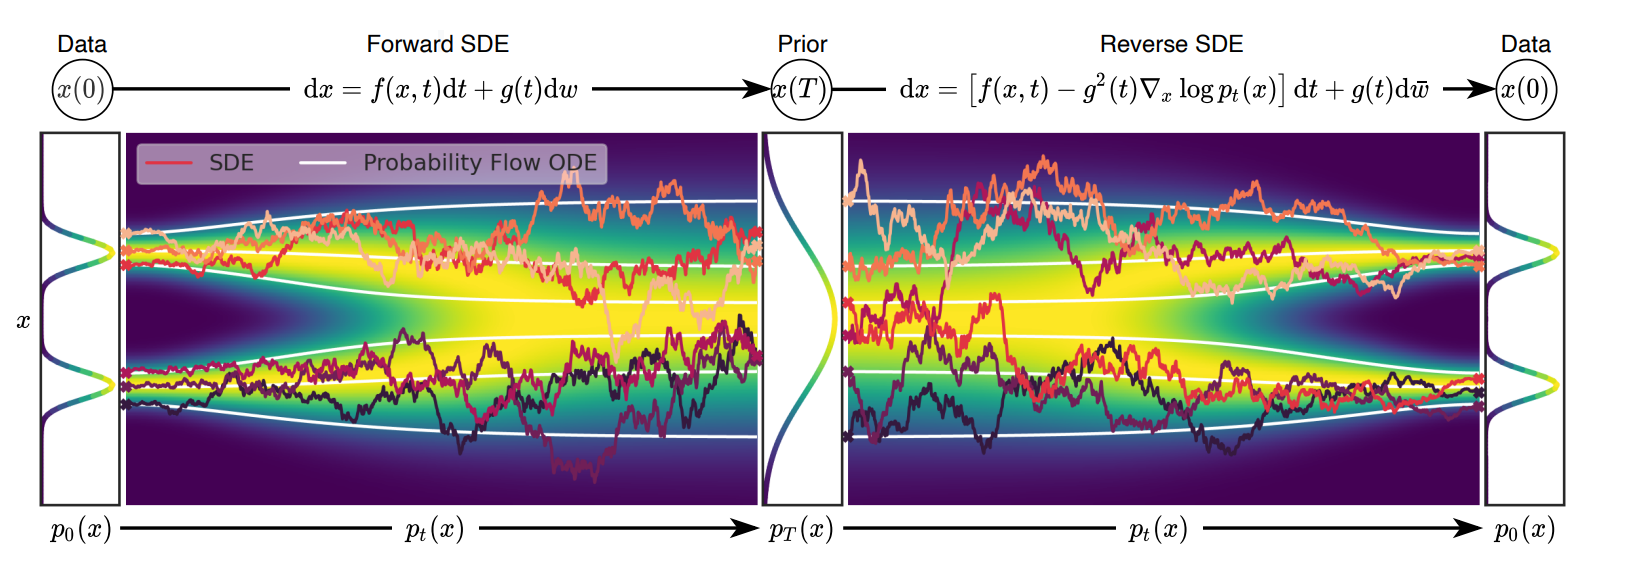 Data Forward SDE Prior Reverse SDE Data
x(0) dx = f(x, t)dt + g(t)dw x(T) dx = [f(x, t) − g²(t)∇ₓ log pₜ(x)] dt + g(t)dw̄ x(0)
SDE Probability Flow ODE
x
p₀(x) pₜ(x) p_T(x) pₜ(x) p₀(x)